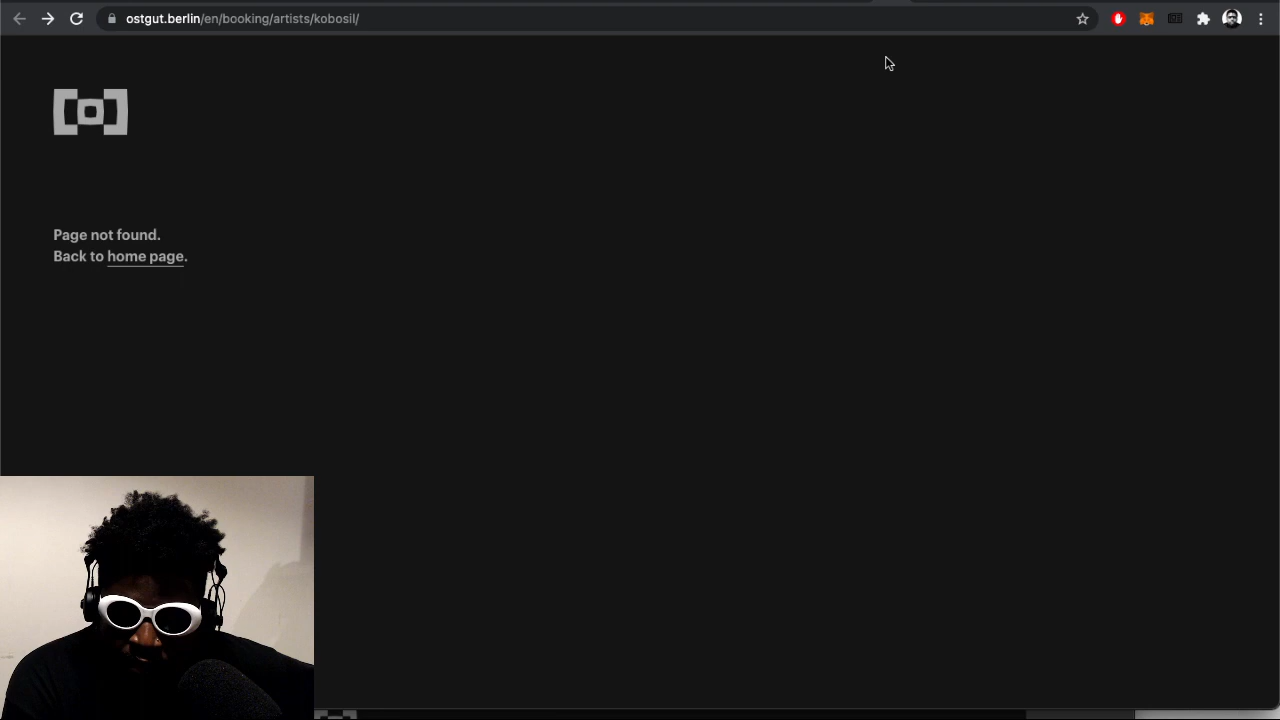 ostgut.berlin/en/booking/artists/kobosil/
Page not found.
Back to home page.